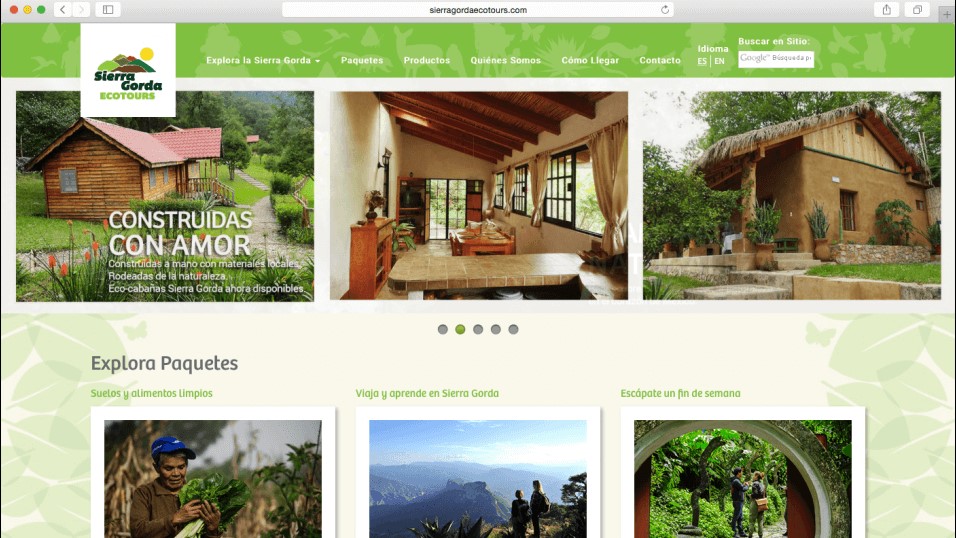 sierragordaecotours.com
Sierra
Gorda
ECOTOURS
Explora la Sierra Gorda
Paquetes
Productos
Quiénes Somos
Cómo Llegar
Contacto
Idioma
ES | EN
Buscar en Sitio:
Google™ Búsqueda
CONSTRUIDAS
CON AMOR
Construidas a mano con materiales locales.
Rodeadas de la naturaleza.
Eco-cabañas Sierra Gorda ahora disponibles.
Explora Paquetes
Suelos y alimentos limpios
Viaja y aprende en Sierra Gorda
Escápate un fin de semana